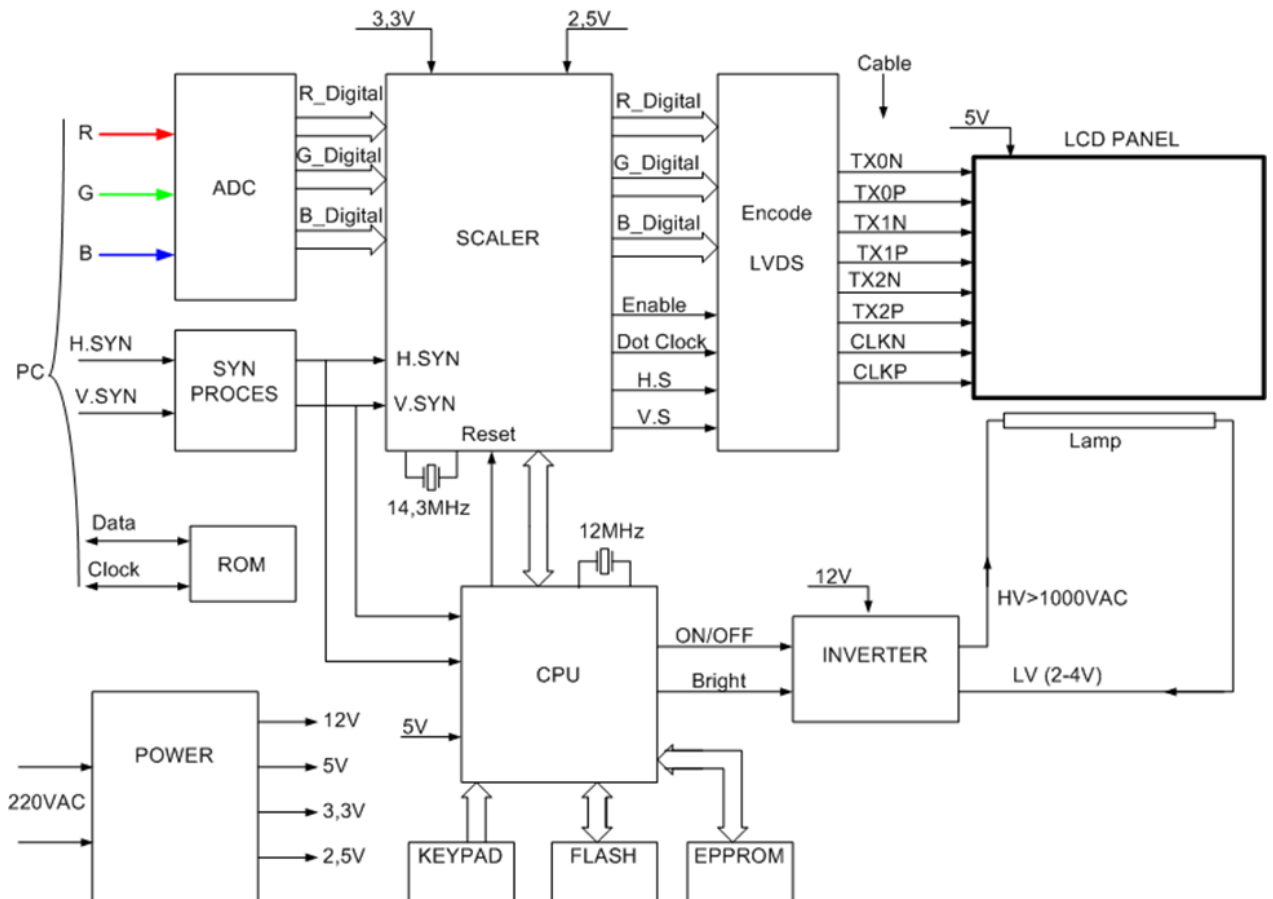 3,3V
2,5V
Cable
R_Digital
R_Digital
5V
LCD PANEL
R
G_Digital
G_Digital
TX0N
G
ADC
TX0P
B_Digital
B_Digital
Encode
TX1N
B
SCALER
LVDS
TX1P
TX2N
Enable
TX2P
H.SYN
SYN
PROCES
H.SYN
Dot Clock
CLKN
PC
H.S
CLKP
V.SYN
V.SYN
V.S
Reset
Lamp
14,3MHz
Data
12MHz
Clock
ROM
12V
HV>1000VAC
ON/OFF
INVERTER
CPU
Bright
LV (2-4V)
12V
5V
POWER
5V
220VAC
3,3V
2,5V
KEYPAD
FLASH
EPPROM